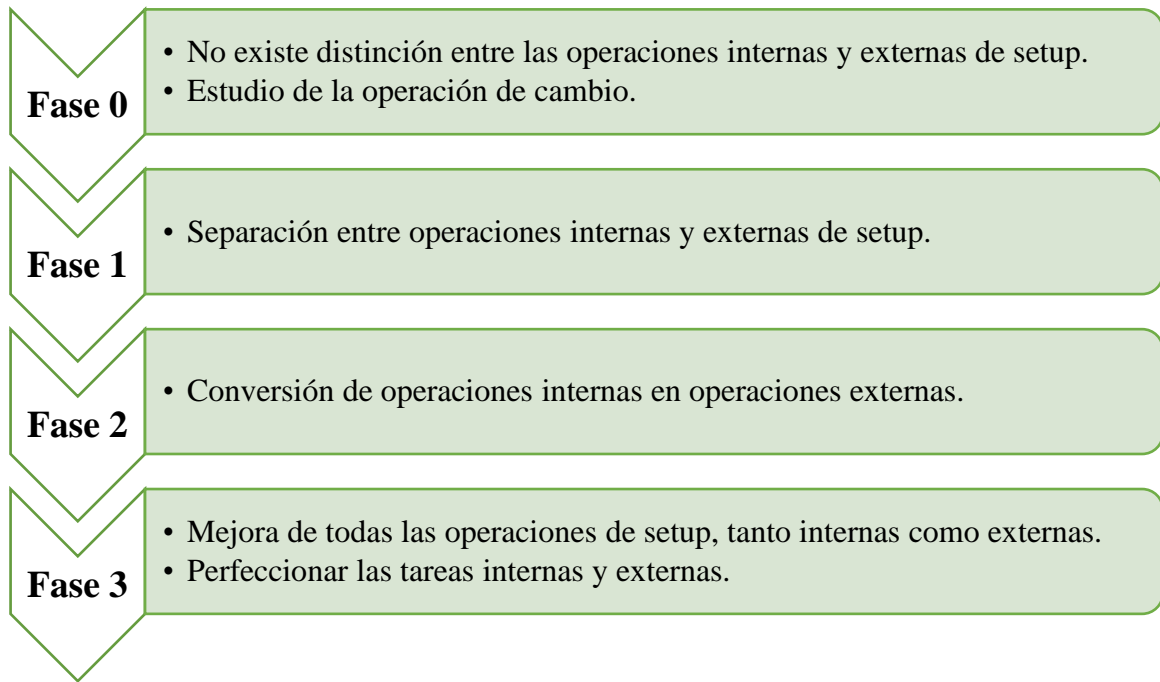 Fase 0
• No existe distinción entre las operaciones internas y externas de setup.
• Estudio de la operación de cambio.
Fase 1
• Separación entre operaciones internas y externas de setup.
Fase 2
• Conversión de operaciones internas en operaciones externas.
Fase 3
• Mejora de todas las operaciones de setup, tanto internas como externas.
• Perfeccionar las tareas internas y externas.